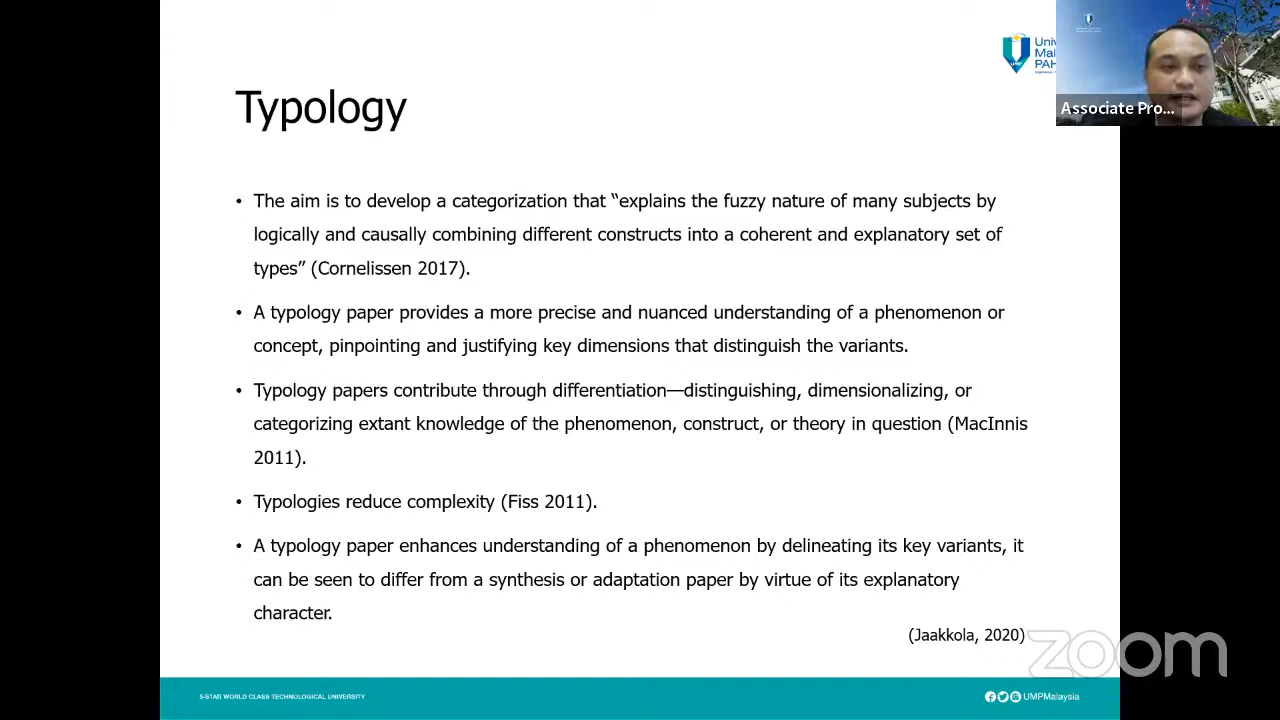 Typology
• The aim is to develop a categorization that “explains the fuzzy nature of many subjects by
logically and causally combining different constructs into a coherent and explanatory set of
types” (Cornelissen 2017).
• A typology paper provides a more precise and nuanced understanding of a phenomenon or
concept, pinpointing and justifying key dimensions that distinguish the variants.
• Typology papers contribute through differentiation—distinguishing, dimensionalizing, or
categorizing extant knowledge of the phenomenon, construct, or theory in question (MacInnis
2011).
• Typologies reduce complexity (Fiss 2011).
• A typology paper enhances understanding of a phenomenon by delineating its key variants, it
can be seen to differ from a synthesis or adaptation paper by virtue of its explanatory
character.
(Jaakkola, 2020)
Univ
Mal
PAH
UMP
Associate Pro...
zoom
5-STAR WORLD CLASS TECHNOLOGICAL UNIVERSITY
UMPMalaysia